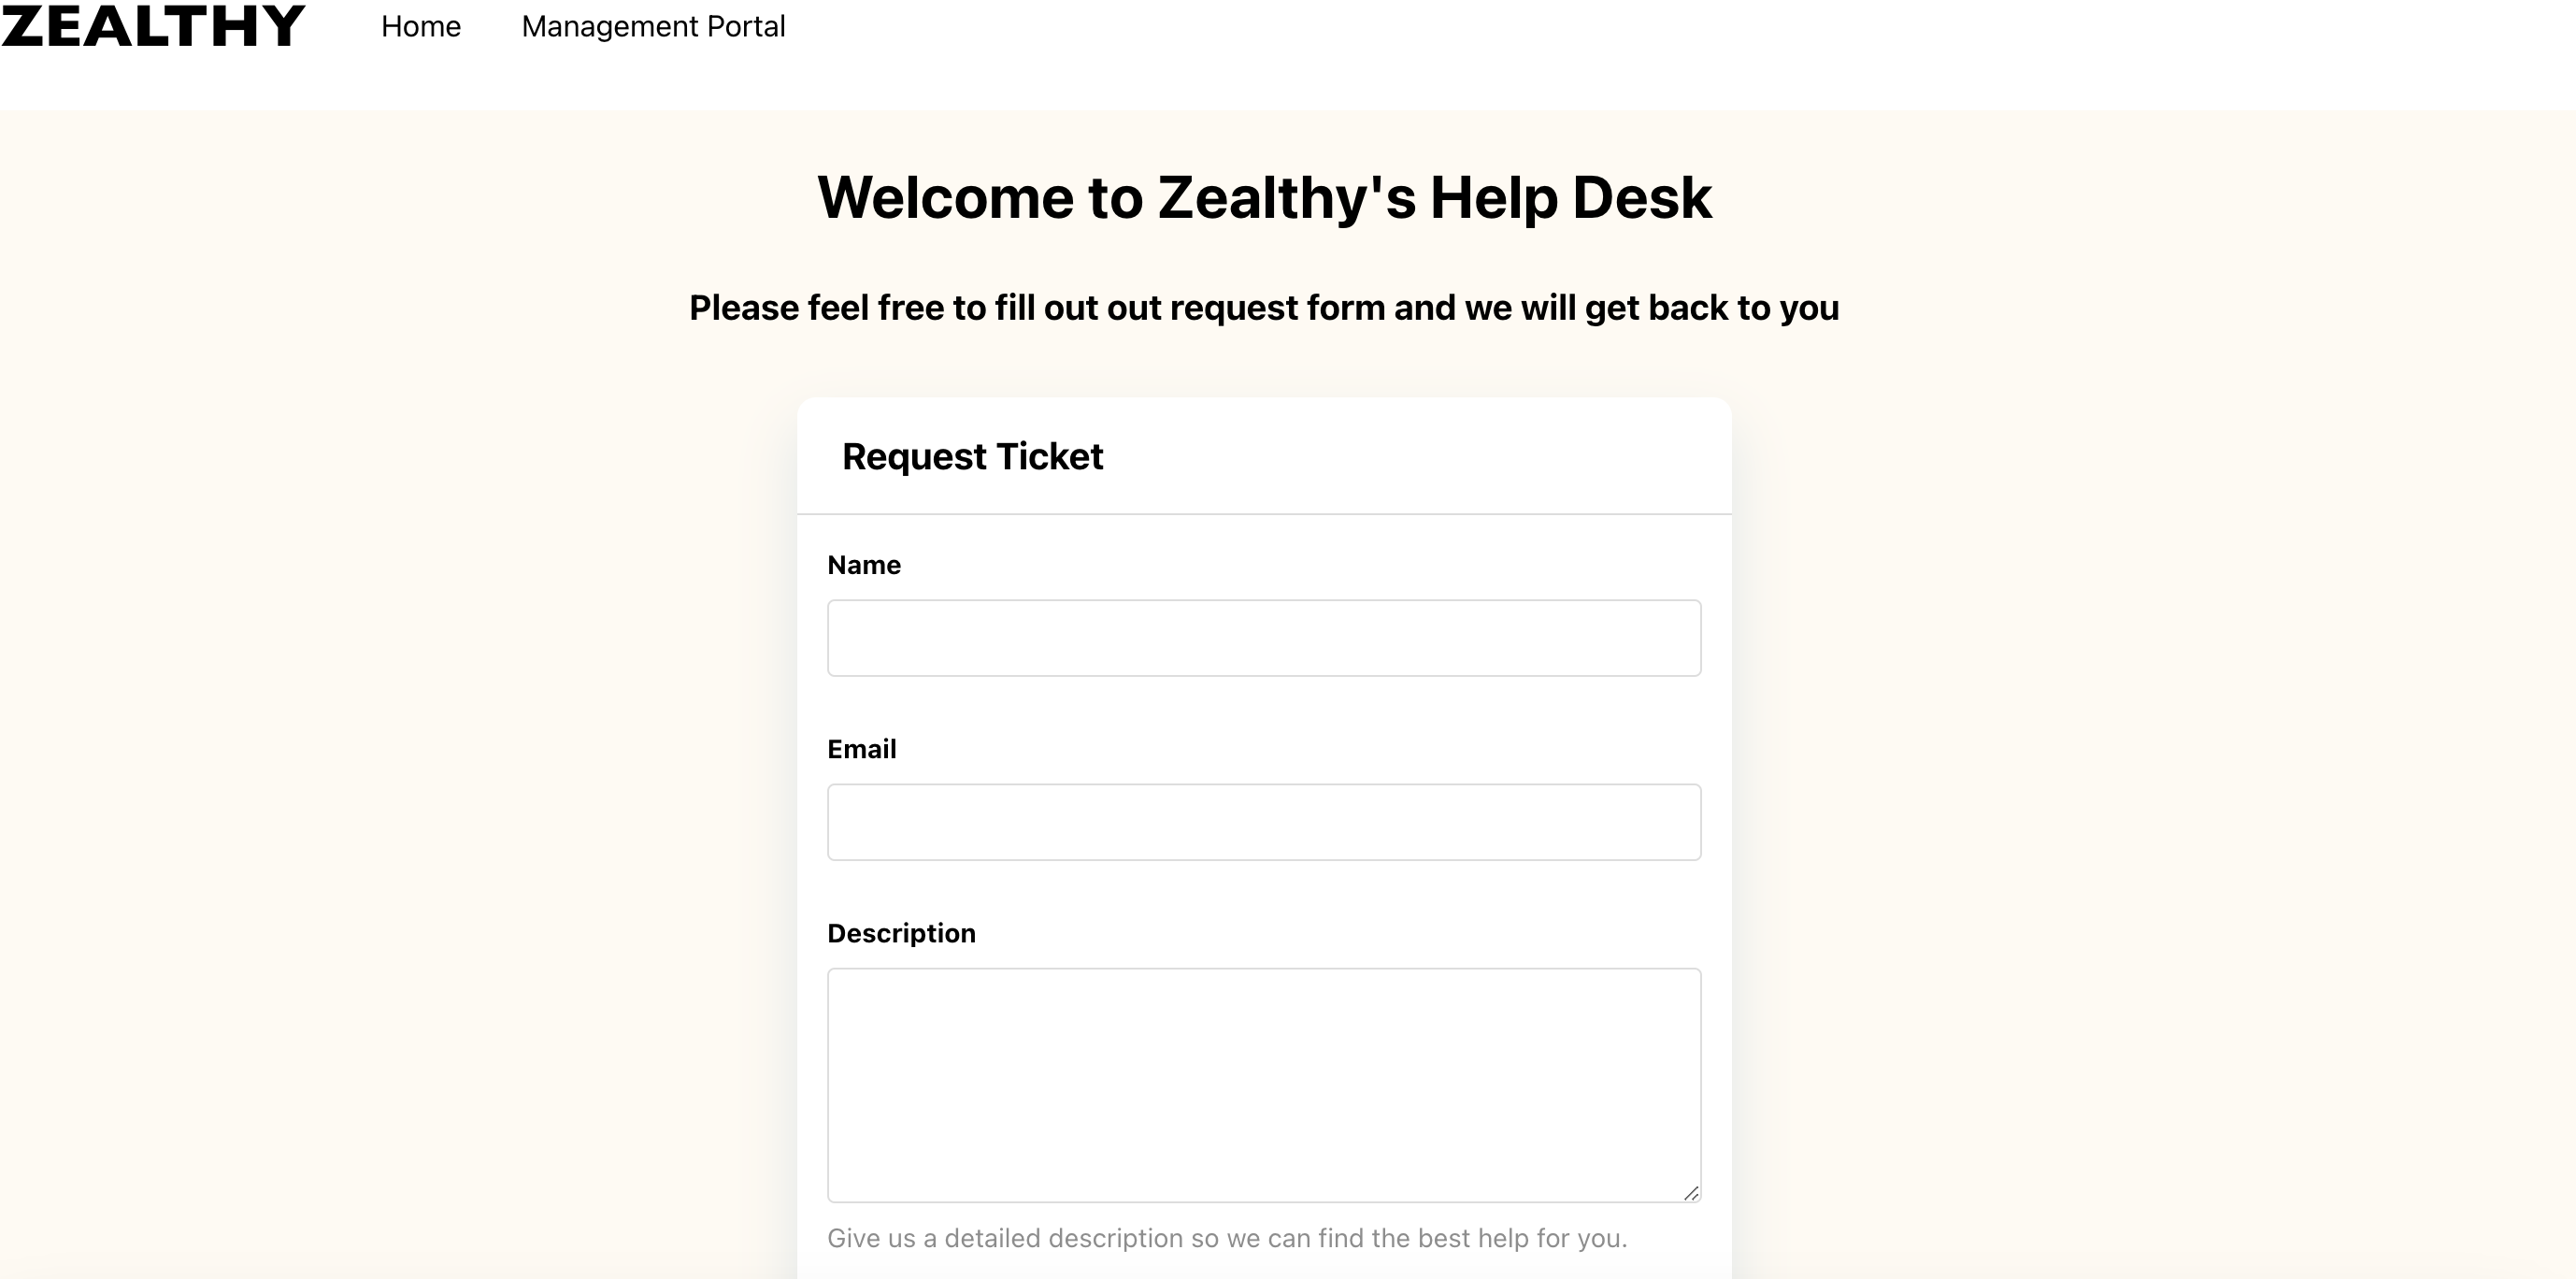 ZEALTHY Home Management Portal
Welcome to Zealthy's Help Desk
Please feel free to fill out out request form and we will get back to you
Request Ticket
Name
Email
Description
Give us a detailed description so we can find the best help for you.